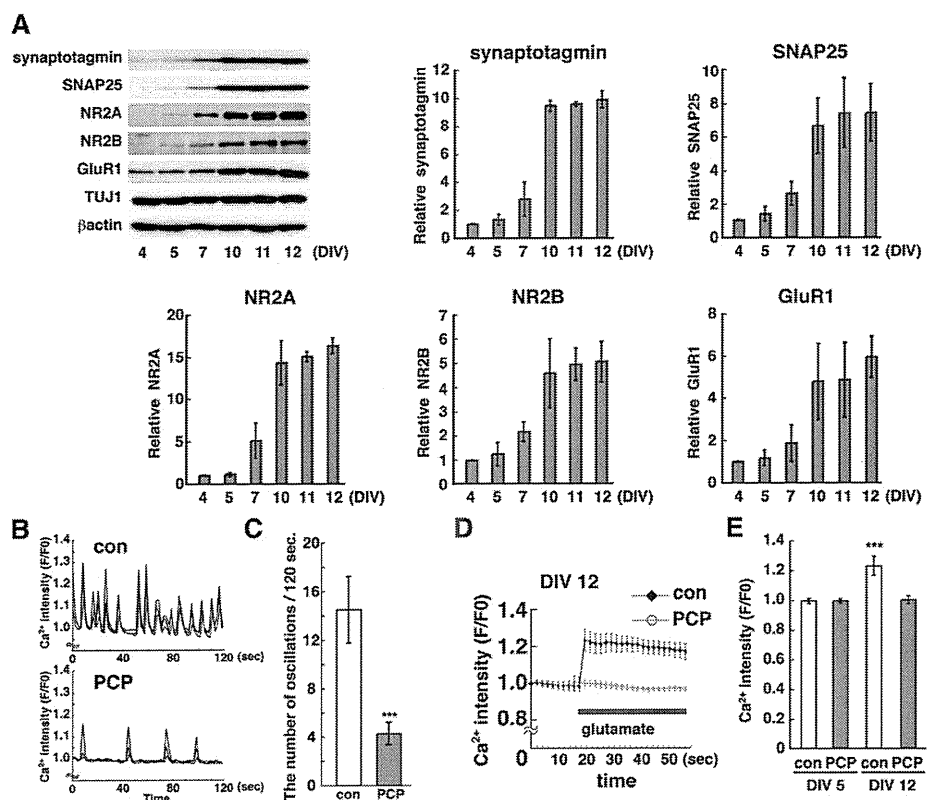 A
synaptotagmin
SNAP25
NR2A
NR2B
GluR1
TUJ1
βactin
4 5 7 10 11 12 (DIV)
synaptotagmin
Relative synaptotagmin
12
10
8
6
4
2
0
4 5 7 10 11 12 (DIV)
SNAP25
Relative SNAP25
10
8
6
4
2
0
4 5 7 10 11 12 (DIV)
NR2A
Relative NR2A
20
15
10
5
0
4 5 7 10 11 12 (DIV)
NR2B
Relative NR2B
7
6
5
4
3
2
1
0
4 5 7 10 11 12 (DIV)
GluR1
Relative GluR1
8
6
4
2
0
4 5 7 10 11 12 (DIV)
B
con
Ca2+ Intensity (F/F0)
1.4
1.3
1.2
1.1
1.0
0 40 80 120 (sec)
PCP
Ca2+ Intensity (F/F0)
1.4
1.3
1.2
1.1
1.0
0 40 80 120 (sec)
Time
C
The number of oscillations / 120 sec.
20
16
12
8
4
0
***
con PCP
D
DIV 12
con
PCP
Ca2+ intensity (F/F0)
1.4
1.2
1.0
0.8
0
glutamate
10 20 30 40 50 (sec)
time
E
Ca2+ intensity (F/F0)
1.4
1.2
1.0
0.8
0.6
0.4
0.2
0
***
con PCP con PCP
DIV 5 DIV 12